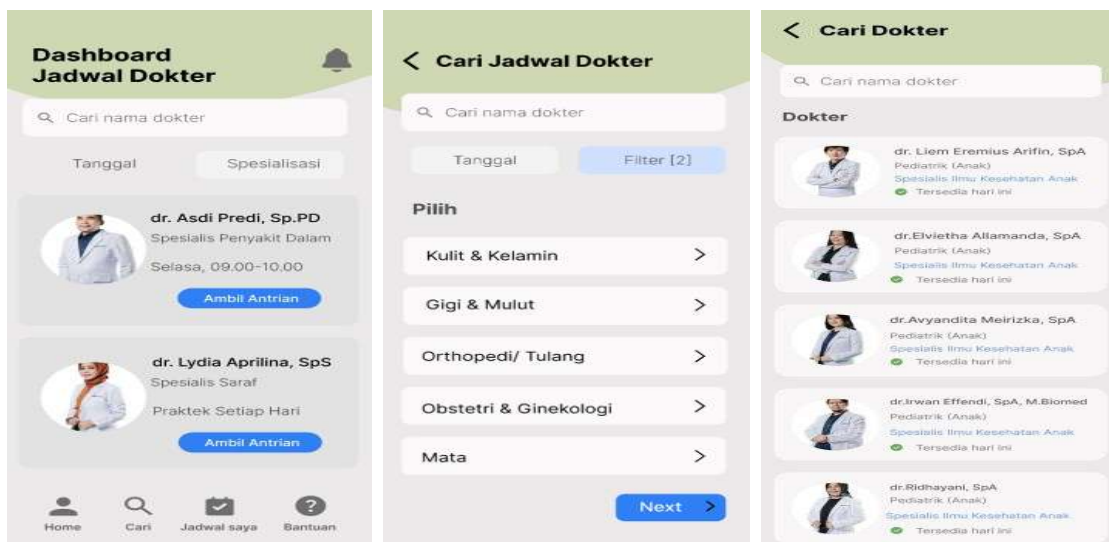 Dashboard
Jadwal Dokter
Cari nama dokter
Tanggal Spesialisasi
dr. Asdi Predi, Sp.PD
Spesialis Penyakit Dalam
Selasa, 09.00-10.00
Ambil Antrian
dr. Lydia Aprilina, SpS
Spesialis Saraf
Praktek Setiap Hari
Ambil Antrian
Home Cari Jadwal saya Bantuan
Cari Jadwal Dokter
Cari nama dokter
Tanggal Filter [2]
Pilih
Kulit & Kelamin
Gigi & Mulut
Orthopedi/ Tulang
Obstetri & Ginekologi
Mata
Next
Cari Dokter
Cari nama dokter
Dokter
dr. Liem Eremius Arifin, SpA
Pediatrik (Anak)
Spesialis Ilmu Kesehatan Anak
Tersedia hari ini
dr.Elvietha Allamanda, SpA
Pediatrik (Anak)
Spesialis Ilmu Kesehatan Anak
Tersedia hari ini
dr.Avyandita Meirizka, SpA
Pediatrik (Anak)
Spesialis Ilmu Kesehatan Anak
Tersedia hari ini
dr.Irwan Effendi, SpA, M.Biomed
Pediatrik (Anak)
Spesialis Ilmu Kesehatan Anak
Tersedia hari ini
dr.Ridhayani, SpA
Pediatrik (Anak)
Spesialis Ilmu Kesehatan Anak
Tersedia hari ini